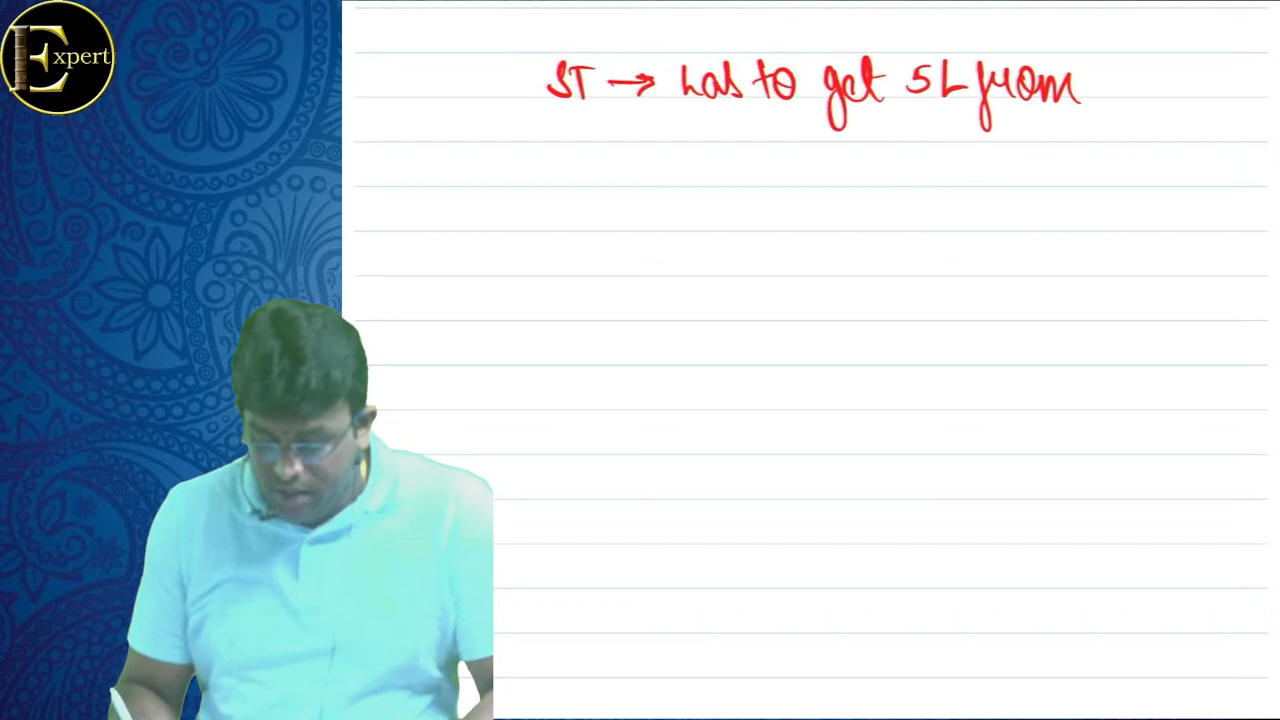 Expert
ST → has to get 5L from